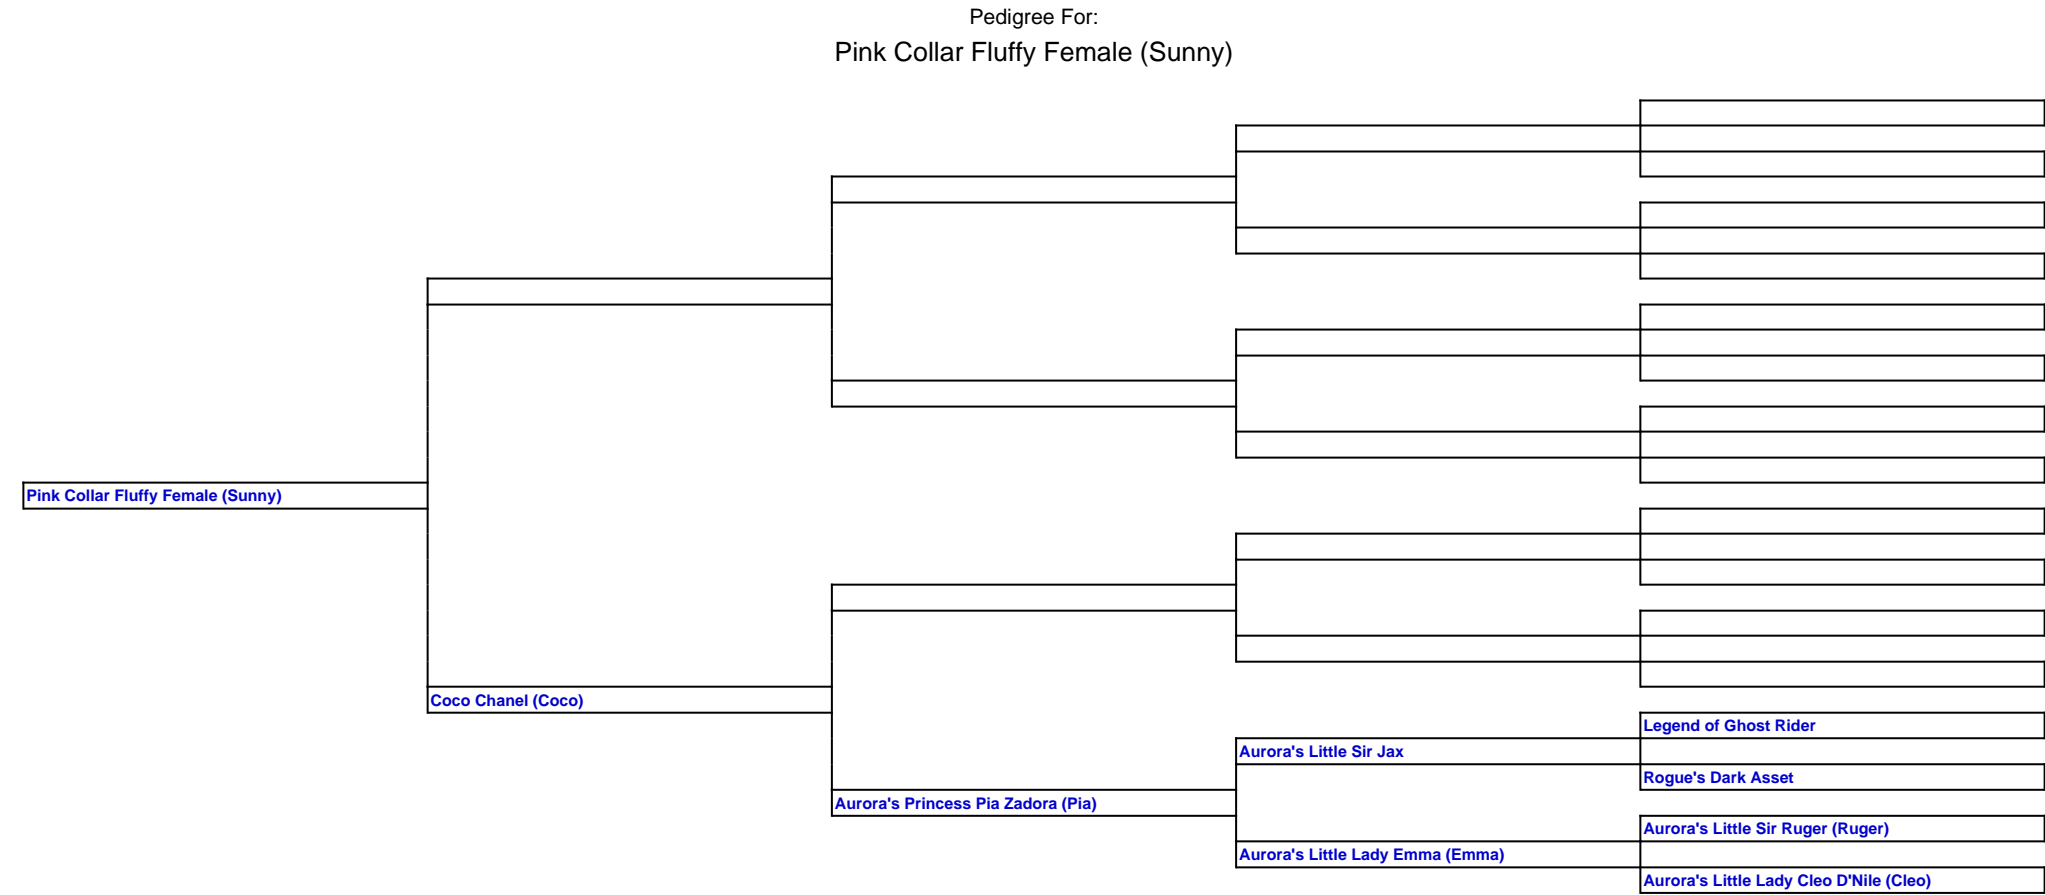 Pedigree For:
Pink Collar Fluffy Female (Sunny)
Pink Collar Fluffy Female (Sunny)
Coco Chanel (Coco)
Aurora's Princess Pia Zadora (Pia)
Aurora's Little Sir Jax
Aurora's Little Lady Emma (Emma)
Legend of Ghost Rider
Rogue's Dark Asset
Aurora's Little Sir Ruger (Ruger)
Aurora's Little Lady Cleo D'Nile (Cleo)